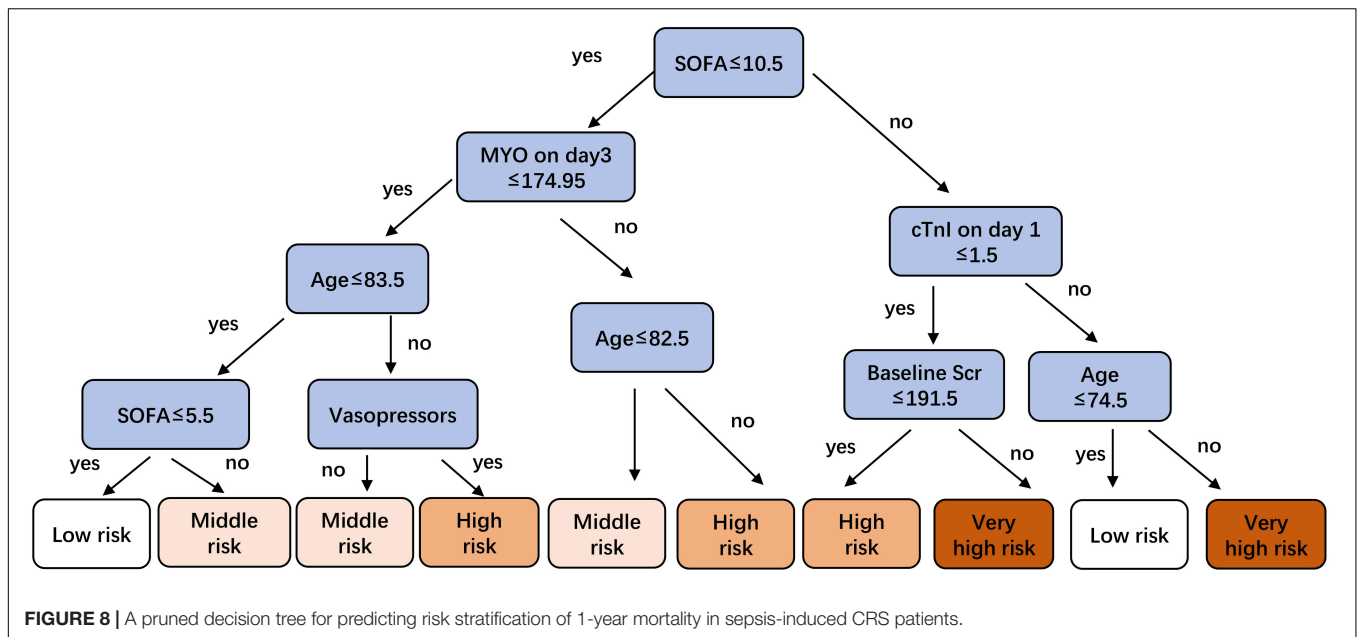 SOFA≤10.5
yes
no
MYO on day3
≤174.95
yes
no
cTnI on day 1
≤1.5
Age≤83.5
yes
no
Age≤82.5
yes
no
SOFA≤5.5
Vasopressors
no
Baseline Scr
≤191.5
Age
≤74.5
yes
no
no
yes
yes
no
yes
no
Low risk
Middle
risk
Middle
risk
High
risk
Middle
risk
High
risk
High
risk
Very
high risk
Low risk
Very
high risk
FIGURE 8 | A pruned decision tree for predicting risk stratification of 1-year mortality in sepsis-induced CRS patients.